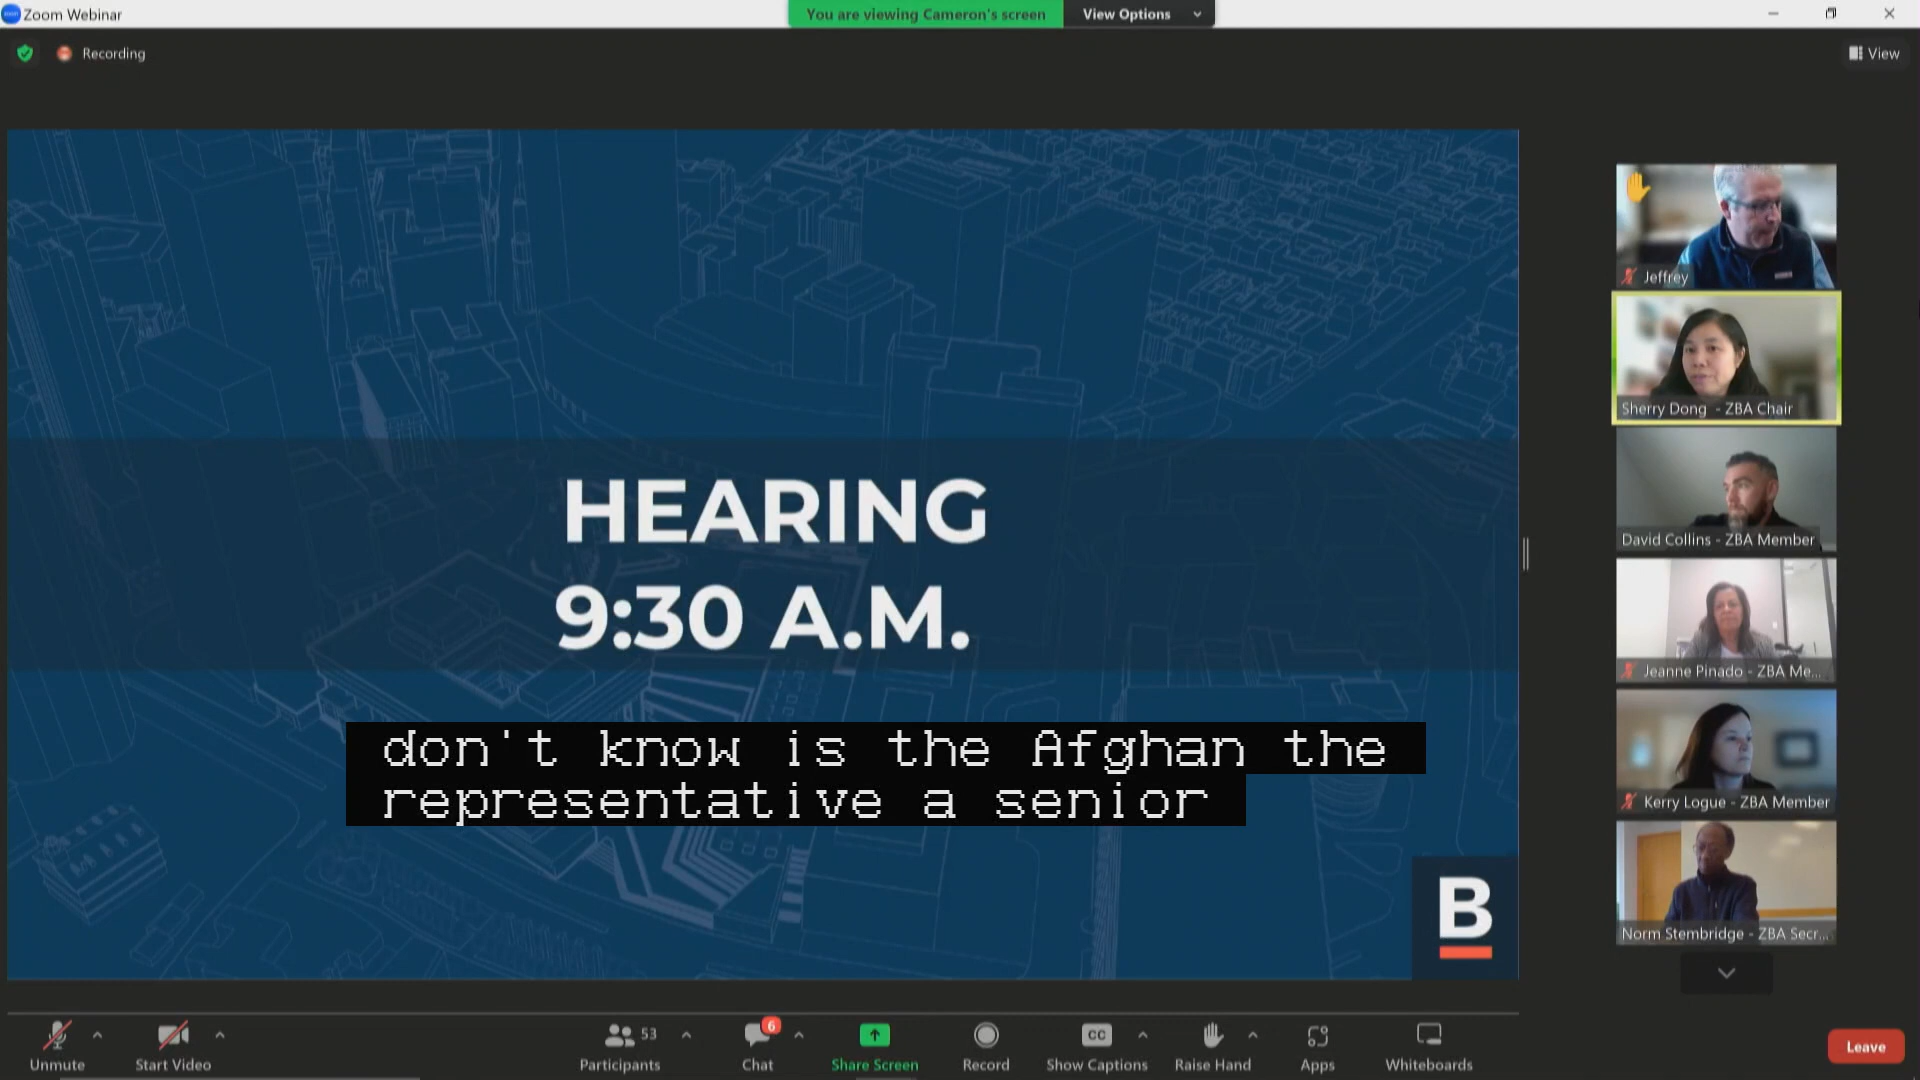 Zoom Webinar
You are viewing Cameron's screen
View Options
Recording
View
Jeffrey
Sherry Dong - ZBA Chair
David Collins - ZBA Member
Jeanne Pinado - ZBA Me...
Kerry Logue - ZBA Member
Norm Stembridge - ZBA Secr...
HEARING
9:30 A.M.
don't know is the Afghan the
representative a senior
B
Unmute
Start Video
53
Participants
6
Chat
Share Screen
Record
CC
Show Captions
Raise Hand
Apps
Whiteboards
Leave